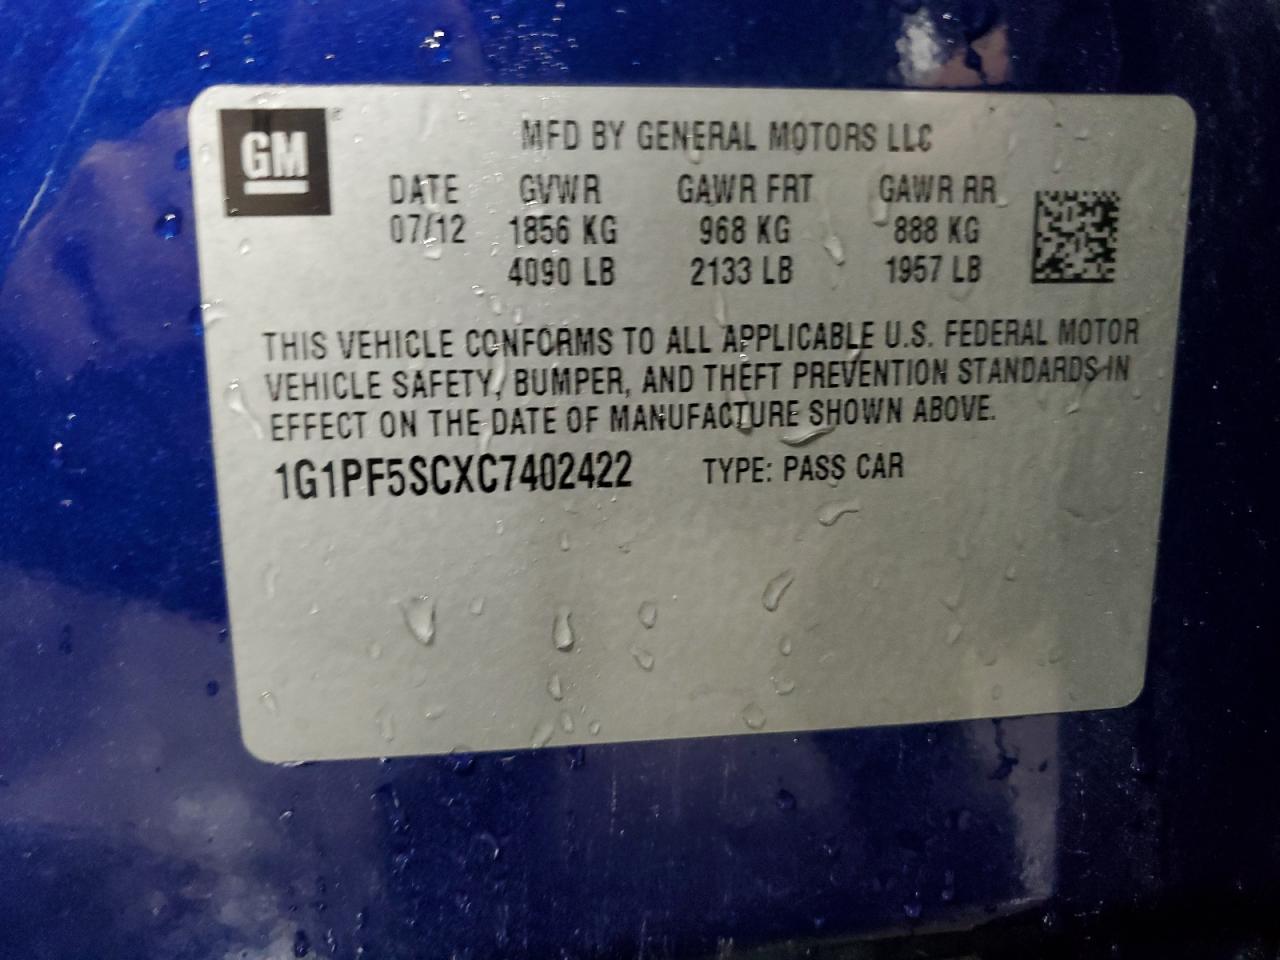 GM
MFD BY GENERAL MOTORS LLC
DATE GVWR GAWR FRT GAWR RR
07/12 1856 KG 968 KG 888 KG
4090 LB 2133 LB 1957 LB
THIS VEHICLE CONFORMS TO ALL APPLICABLE U.S. FEDERAL MOTOR
VEHICLE SAFETY, BUMPER, AND THEFT PREVENTION STANDARDS IN
EFFECT ON THE DATE OF MANUFACTURE SHOWN ABOVE.
1G1PF5SCXC7402422 TYPE: PASS CAR